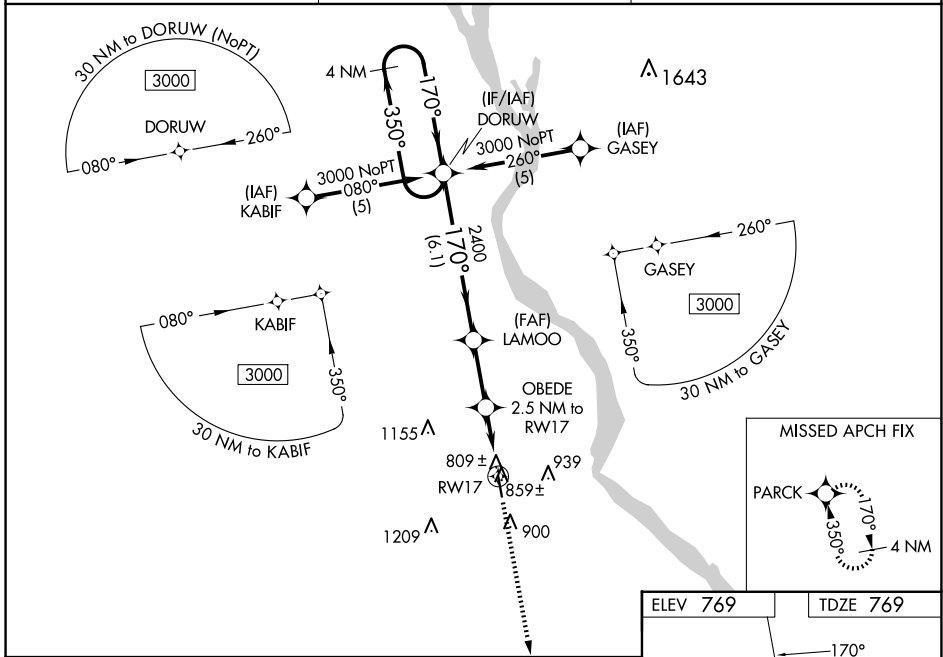 30 NM to DORUW (NoPT)
3000
DORUW
080°
260°
4 NM
170°
350°
(IF/IAF)
DORUW
1643
(IAF)
GASEY
3000 NoPT
260°
(5)
3000 NoPT
080°
(5)
(IAF)
KABIF
2400
170°
(6.1)
260°
GASEY
3000
350°
30 NM to GASEY
080°
KABIF
3000
350°
30 NM to KABIF
(FAF)
LAMOO
OBEDE
2.5 NM to
RW17
1155
809 ±
939
RW17
859 ±
1209
900
MISSED APCH FIX
PARCK
170°
350°
4 NM
ELEV 769
TDZE 769
170°